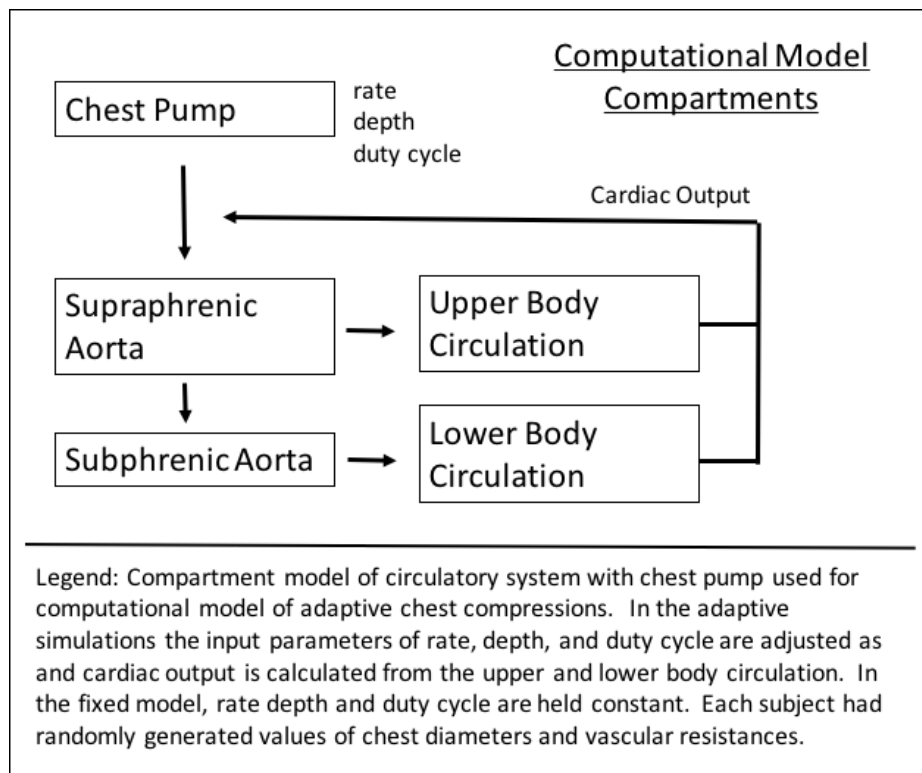 Computational Model
Compartments
Chest Pump
rate
depth
duty cycle
Cardiac Output
Supraphrenic
Aorta
Upper Body
Circulation
Subphrenic Aorta
Lower Body
Circulation
Legend: Compartment model of circulatory system with chest pump used for
computational model of adaptive chest compressions. In the adaptive
simulations the input parameters of rate, depth, and duty cycle are adjusted as
and cardiac output is calculated from the upper and lower body circulation. In
the fixed model, rate depth and duty cycle are held constant. Each subject had
randomly generated values of chest diameters and vascular resistances.